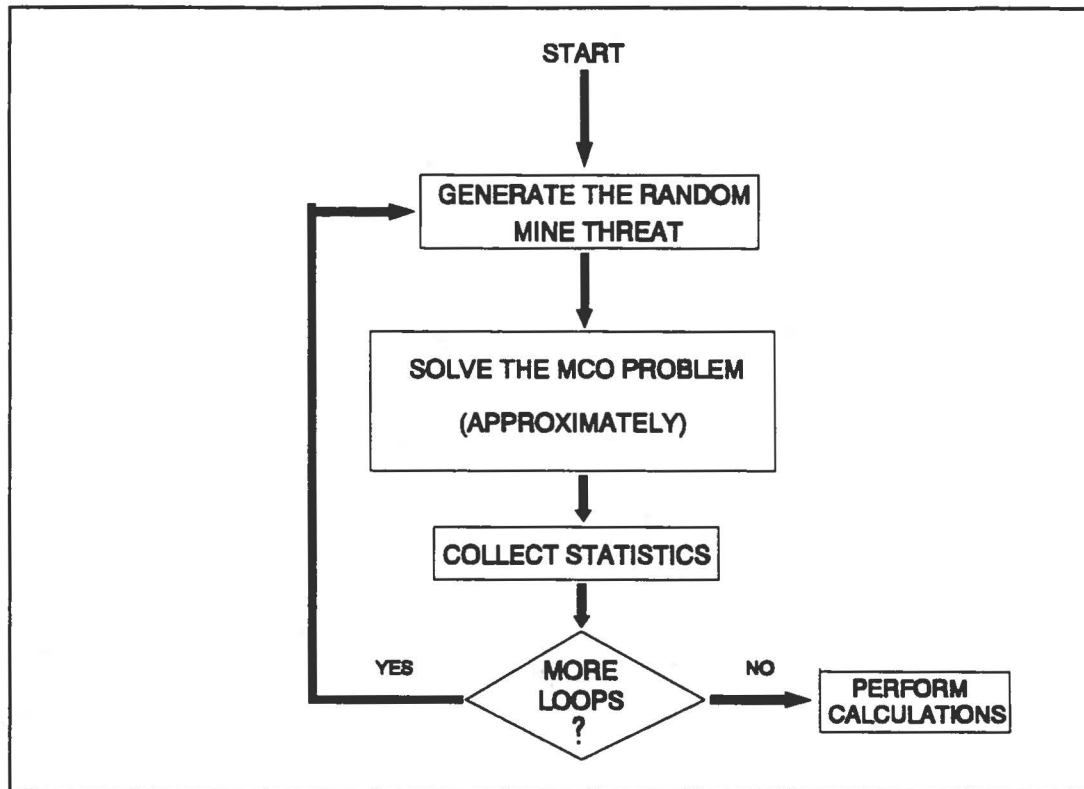 START
GENERATE THE RANDOM
MINE THREAT
SOLVE THE MCO PROBLEM
(APPROXIMATELY)
COLLECT STATISTICS
YES
MORE
LOOPS
?
NO
PERFORM
CALCULATIONS